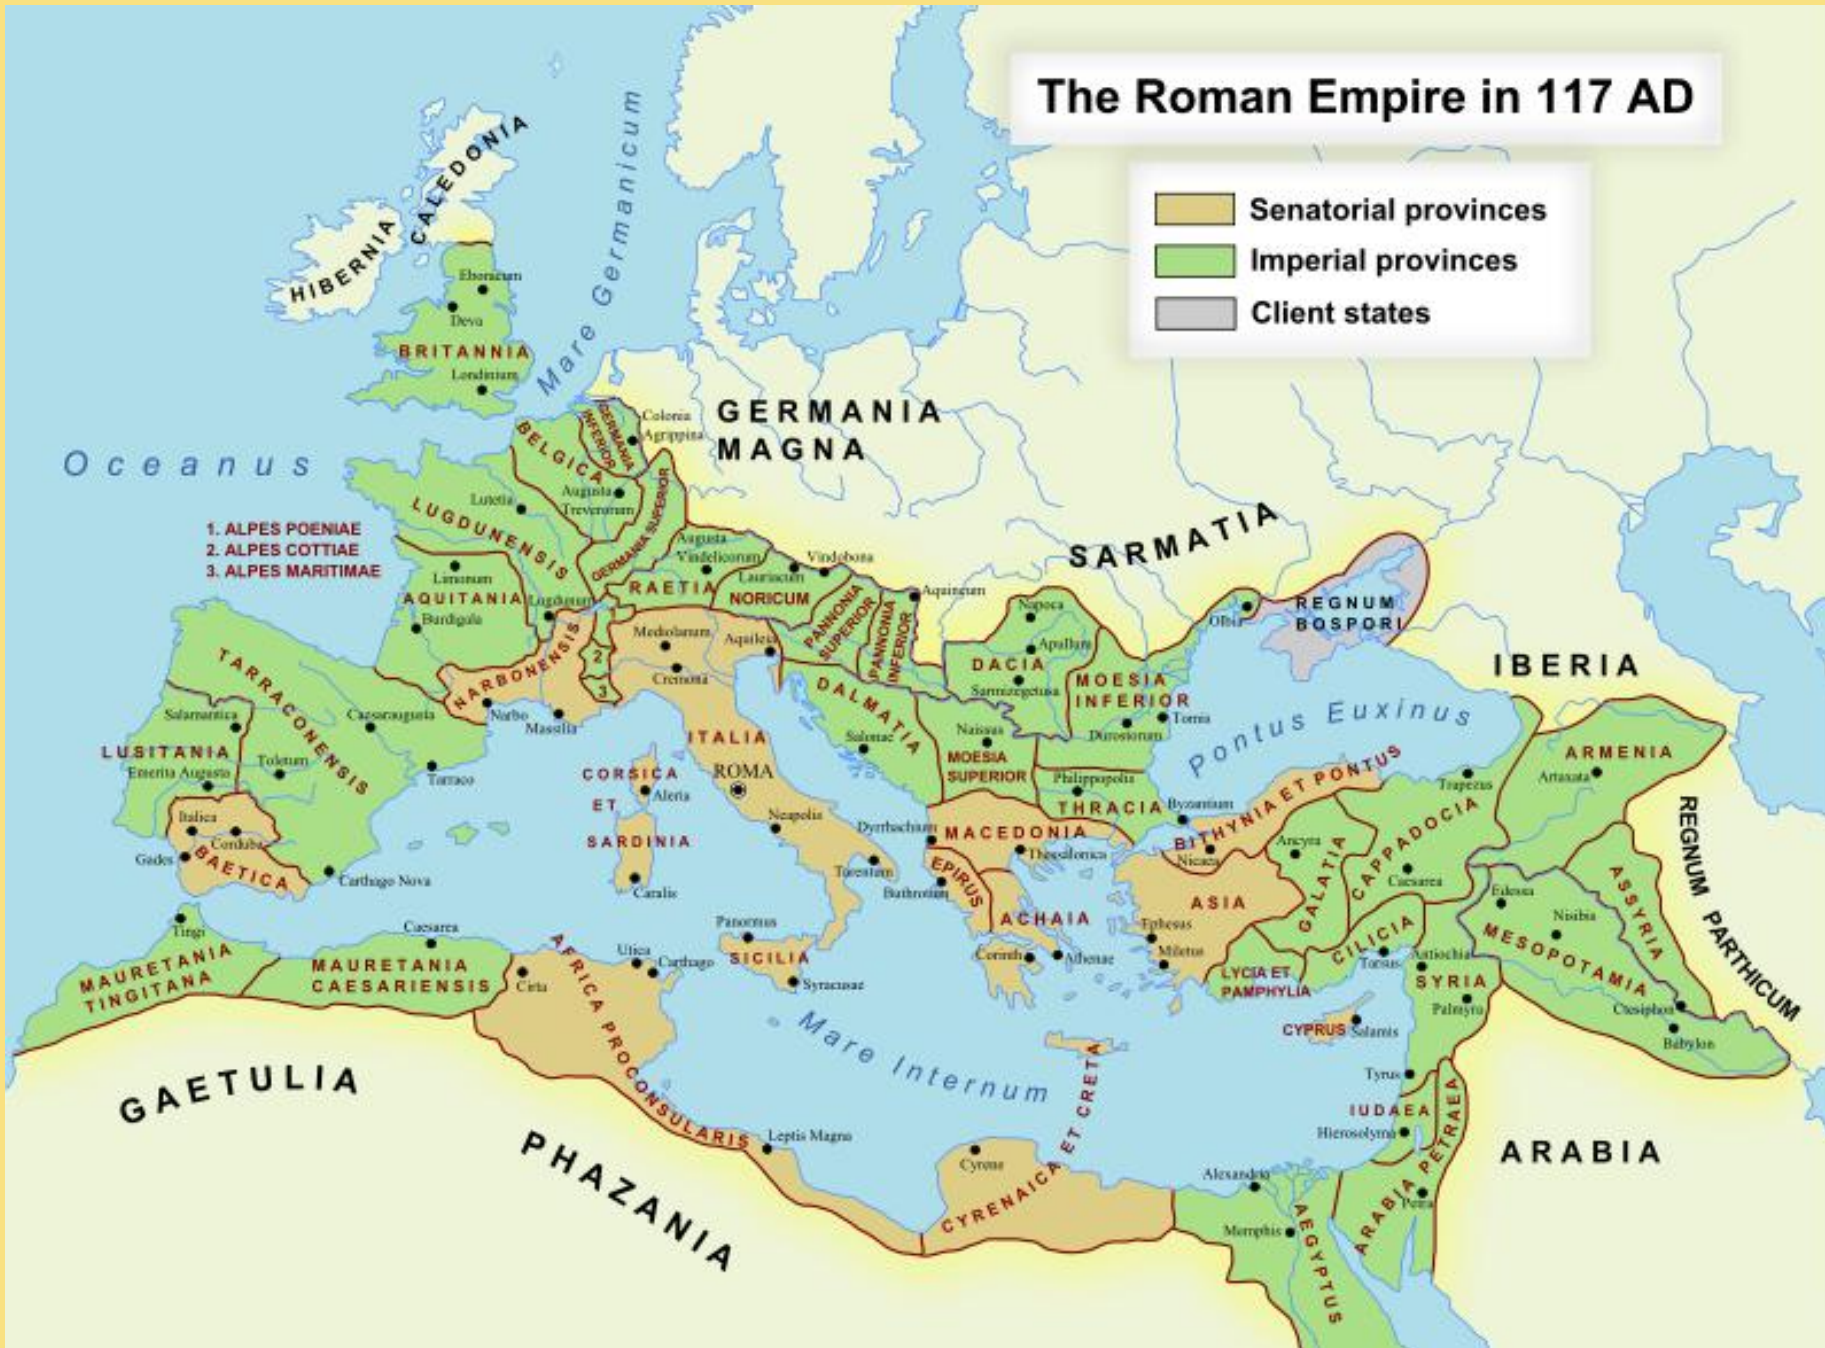 The Roman Empire in 117 AD
Senatorial provinces
Imperial provinces
Client states
CALEDONIA
HIBERNIA
Mare Germanicum
Eboracum
Deva
BRITANNIA
Londinium
Oceanus
GERMANIA
MAGNA
SARMATIA
1. ALPES POENIAE
2. ALPES COTTIAE
3. ALPES MARITIMAE
GERMANIA
INFERIOR
Colonia
Agrippina
BELGICA
Augusta
Treverorum
Lutetia
LUGDUNENSIS
GERMANIA SUPERIOR
Augusta
Vindelicorum
RAETIA
Lauriacum
NORICUM
Vindobona
PANNONIA
SUPERIOR
PANNONIA
INFERIOR
Aquincum
Limonum
AQUITANIA
Lugdunum
Burdigala
NARBONENSIS
Narbo
Massilia
1
2
3
Mediolanum
Aquileia
Cremona
DALMATIA
Salonae
Napoca
Apullum
DACIA
Sarmizegetusa
MOESIA
INFERIOR
Tomis
Durostorum
Naissus
MOESIA
SUPERIOR
Philippopolis
THRACIA
Byzantium
Olbia
REGNUM
BOSPORI
IBERIA
Pontus Euxinus
TARRACONENSIS
Salamantica
Caesaraugusta
LUSITANIA
Toletum
Emerita Augusta
Tarraco
Italica
Corduba
Gades
BAETICA
Carthago Nova
ITALIA
ROMA
CORSICA
ET
SARDINIA
Aleria
Caralis
Neapolis
Tarentum
Panormus
SICILIA
Syracusae
Dyrrhachium
MACEDONIA
Thessalonica
EPIRUS
Buthrotum
ACHAIA
Corinth
Athenae
BITHYNIA ET PONTUS
Nicaea
Trapezus
Ancyra
GALATIA
CAPPADOCIA
Caesarea
ASIA
Ephesus
Miletus
LYCIA ET
PAMPHYLIA
CILICIA
Tarsus
Antiochia
SYRIA
Palmyra
CYPRUS
Salamis
ARMENIA
Artaxata
Edessa
Nisibis
MESOPOTAMIA
ASSYRIA
Ctesiphon
Babylon
REGNUM PARTHICUM
Tingi
MAURETANIA
TINGITANA
Caesarea
MAURETANIA
CAESARIENSIS
Cirta
Utica
Carthago
AFRICA PROCONSULARIS
Leptis Magna
GAETULIA
PHAZANIA
Mare Internum
Cyrene
CYRENAICA ET CRETA
Tyrus
IUDAEA
Hierosolyma
ARABIA PETRAEA
Petra
ARABIA
Alexandria
Memphis
AEGYPTUS